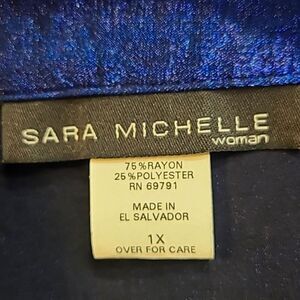 SARA MICHELLE
woman
75%RAYON
25%POLYESTER
RN 69791
MADE IN
EL SALVADOR
1X
OVER FOR CARE